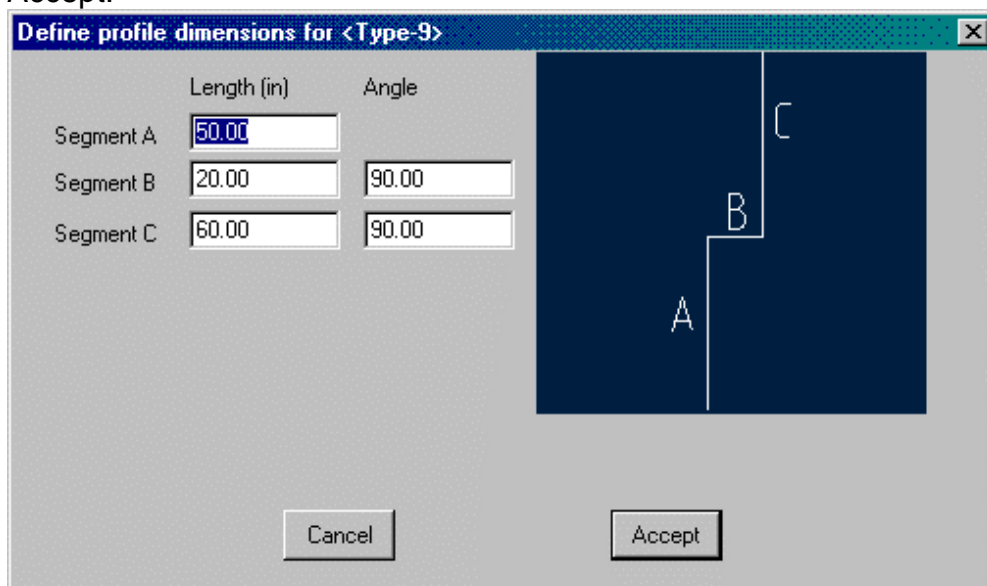 Accept.
Define profile dimensions for <Type-9>
Length (in) Angle
Segment A 50.00
Segment B 20.00 90.00
Segment C 60.00 90.00
C
B
A
Cancel Accept